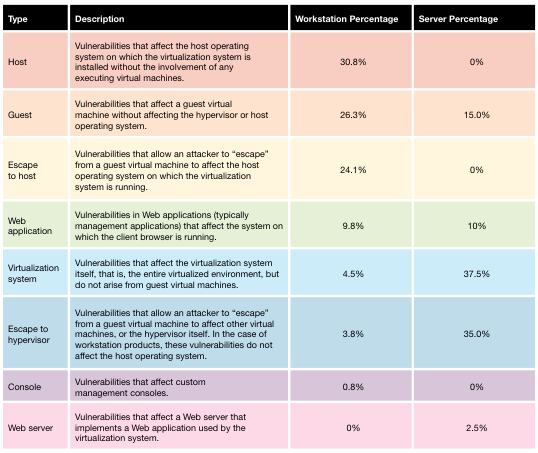 Type Description Workstation Percentage Server Percentage
Vulnerabilities that affect the host operating
system on which the virtualization system is
installed without the involvement of any
executing virtual machines.
Host 30.8% 0%
Vulnerabilities that affect a guest virtual
machine without affecting the hypervisor or host
operating system.
Guest 26.3% 15.0%
Vulnerabilities that allow an attacker to “escape”
from a guest virtual machine to affect the host
operating system on which the virtualization
system is running.
Escape
to host 24.1% 0%
Vulnerabilities in Web applications (typically
management applications) that affect the system on
which the client browser is running.
Web
application 9.8% 10%
Vulnerabilities that affect the virtualization system
itself, that is, the entire virtualized environment, but
do not arise from guest virtual machines.
Virtualization
system 4.5% 37.5%
Vulnerabilities that allow an attacker to “escape”
from a guest virtual machine to affect other virtual
machines, or the hypervisor itself. In the case of
workstation products, these vulnerabilities do not
affect the host operating system.
Escape to
hypervisor 3.8% 35.0%
Vulnerabilities that affect custom
management consoles.
Console 0.8% 0%
Vulnerabilities that affect a Web server that
implements a Web application used by the
virtualization system.
Web server 0% 2.5%